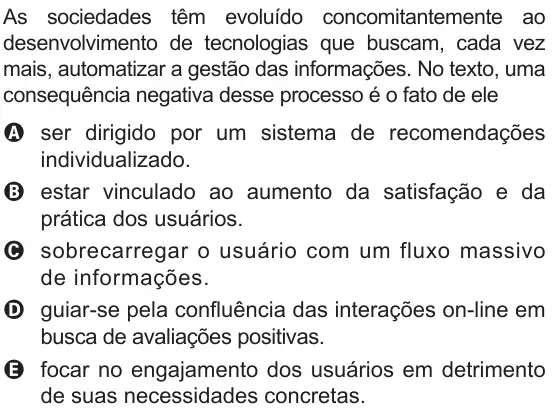 As sociedades têm evoluído concomitantemente ao
desenvolvimento de tecnologias que buscam, cada vez
mais, automatizar a gestão das informações. No texto, uma
consequência negativa desse processo é o fato de ele
A ser dirigido por um sistema de recomendações
individualizado.
B estar vinculado ao aumento da satisfação e da
prática dos usuários.
C sobrecarregar o usuário com um fluxo massivo
de informações.
D guiar-se pela confluência das interações on-line em
busca de avaliações positivas.
E focar no engajamento dos usuários em detrimento
de suas necessidades concretas.